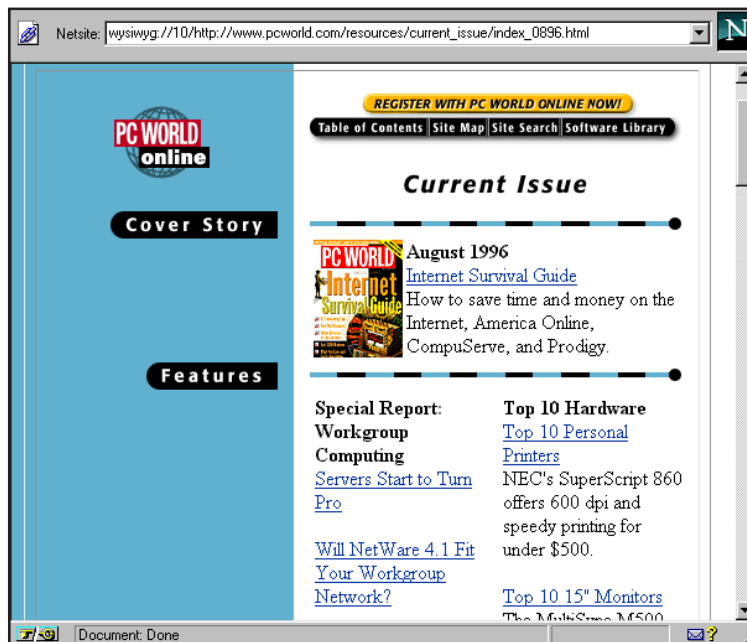 Netsite: wysiwyg://10/http://www.pcworld.com/resources/current_issue/index_0896.html
N
REGISTER WITH PC WORLD ONLINE NOW!
Table of Contents Site Map Site Search Software Library
PC WORLD
online
Current Issue
Cover Story
PC WORLD
Internet
Survival Guide
August 1996
Internet Survival Guide
How to save time and money on the
Internet, America Online,
CompuServe, and Prodigy.
Features
Special Report:
Workgroup
Computing
Servers Start to Turn
Pro
Will NetWare 4.1 Fit
Your Workgroup
Network?
Top 10 Hardware
Top 10 Personal
Printers
NEC's SuperScript 860
offers 600 dpi and
speedy printing for
under $500.
Top 10 15" Monitors
The MultiSync M500
Document: Done